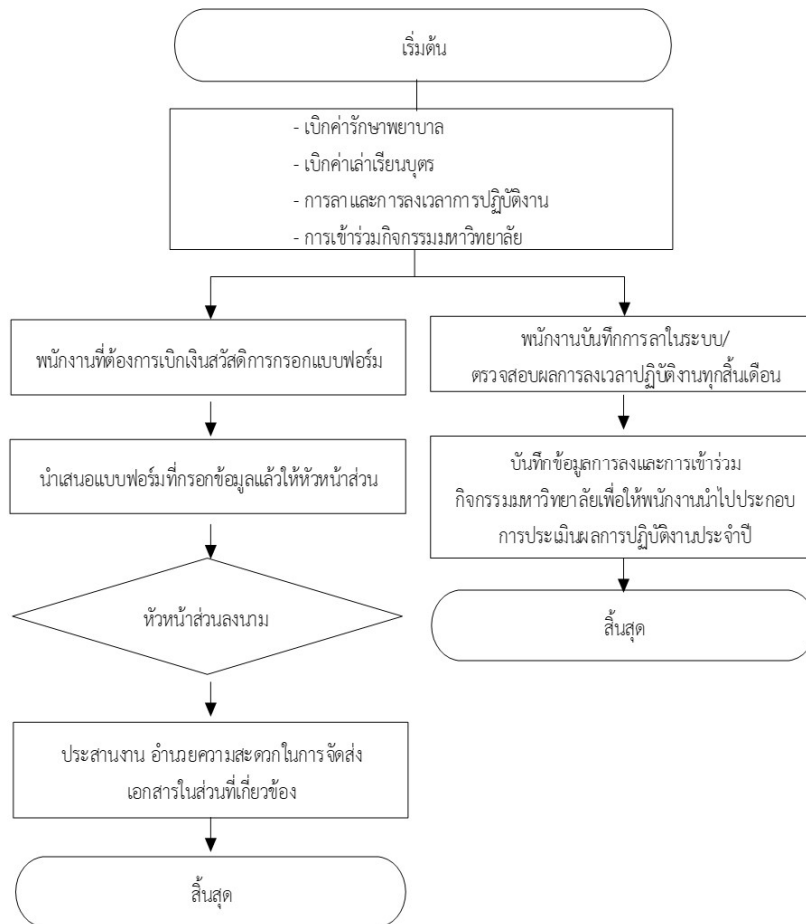 เริ่มต้น
- เบิกค่ารักษาพยาบาล
- เบิกค่าเล่าเรียนบุตร
- การลาและการลงเวลาการปฏิบัติงาน
- การเข้าร่วมกิจกรรมมหาวิทยาลัย
พนักงานที่ต้องการเบิกเงินสวัสดิการกรอกแบบฟอร์ม
นำเสนอแบบฟอร์มที่กรอกข้อมูลแล้วให้หัวหน้าส่วน
หัวหน้าส่วนลงนาม
ประสานงาน อำนวยความสะดวกในการจัดส่ง
เอกสารในส่วนที่เกี่ยวข้อง
สิ้นสุด
พนักงานบันทึกการลาในระบบ/
ตรวจสอบผลการลงเวลาปฏิบัติงานทุกสิ้นเดือน
บันทึกข้อมูลการลงและการเข้าร่วม
กิจกรรมมหาวิทยาลัยเพื่อให้พนักงานนำไปประกอบ
การประเมินผลการปฏิบัติงานประจำปี
สิ้นสุด